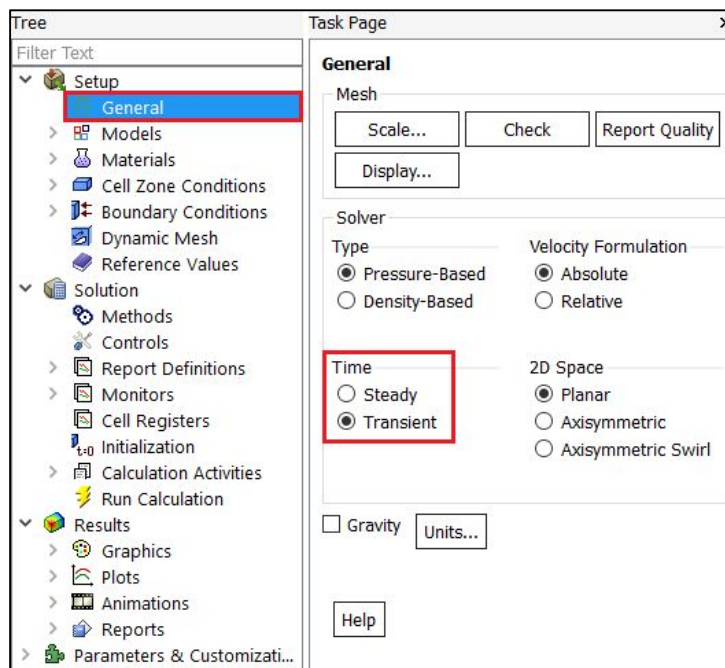 Tree
Filter Text
Setup
General
Models
Materials
Cell Zone Conditions
Boundary Conditions
Dynamic Mesh
Reference Values
Solution
Methods
Controls
Report Definitions
Monitors
Cell Registers
t=0 Initialization
Calculation Activities
Run Calculation
Results
Graphics
Plots
Animations
Reports
Parameters & Customizati...
Task Page
General
Mesh
Scale... Check Report Quality
Display...
Solver
Type Velocity Formulation
Pressure-Based Absolute
Density-Based Relative
Time 2D Space
Steady Planar
Transient Axisymmetric
Axisymmetric Swirl
Gravity Units...
Help